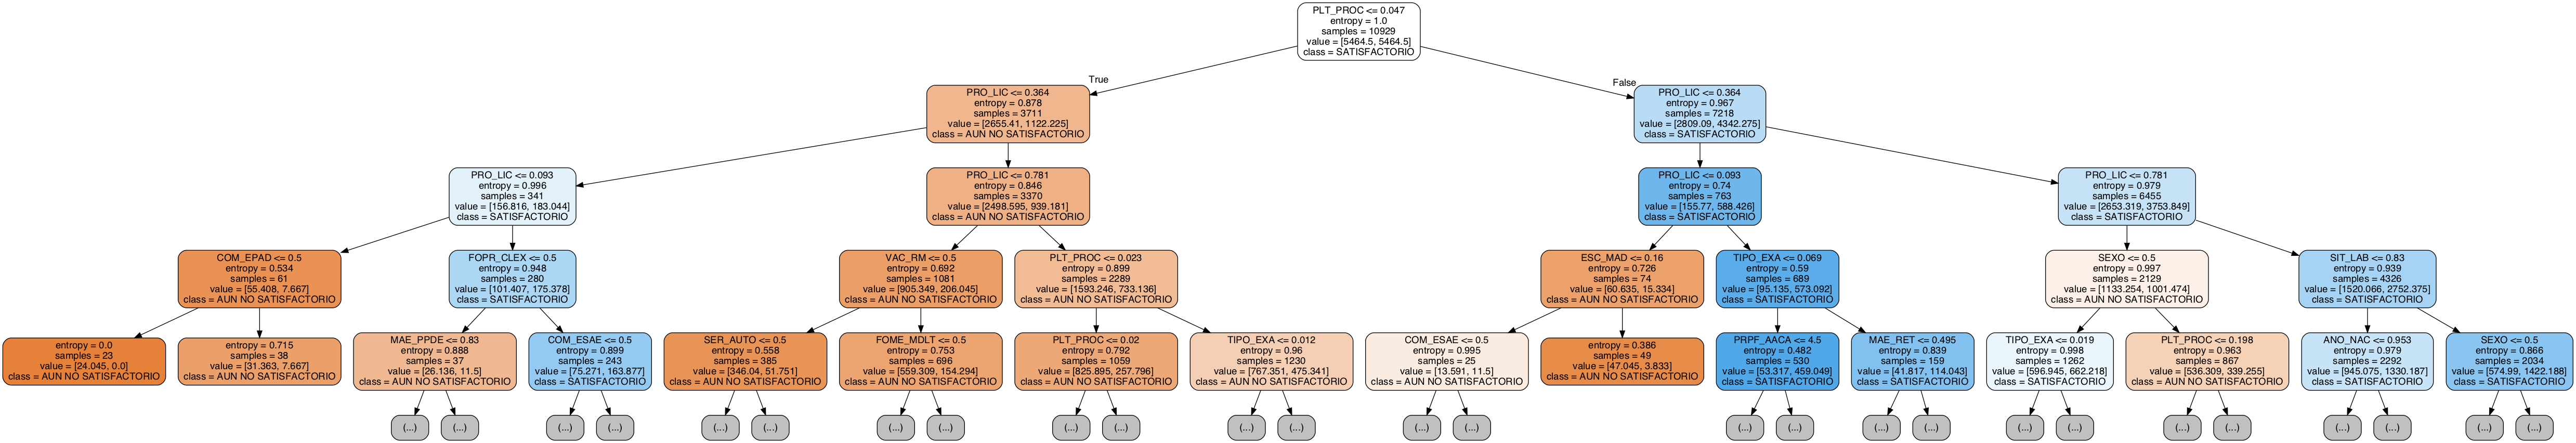 PLT_PROC <= 0.047
entropy = 1.0
samples = 10929
value = [5464.5, 5464.5]
class = SATISFACTORIO
True
False
PRO_LIC <= 0.364
entropy = 0.878
samples = 3711
value = [2655.41, 1122.225]
class = AUN NO SATISFACTORIO
PRO_LIC <= 0.364
entropy = 0.967
samples = 7218
value = [2809.09, 4342.275]
class = SATISFACTORIO
PRO_LIC <= 0.093
entropy = 0.996
samples = 341
value = [156.816, 183.044]
class = SATISFACTORIO
PRO_LIC <= 0.781
entropy = 0.846
samples = 3370
value = [2498.595, 939.181]
class = AUN NO SATISFACTORIO
PRO_LIC <= 0.093
entropy = 0.74
samples = 763
value = [155.77, 588.426]
class = SATISFACTORIO
PRO_LIC <= 0.781
entropy = 0.979
samples = 6455
value = [2653.319, 3753.849]
class = SATISFACTORIO
COM_EPAD <= 0.5
entropy = 0.534
samples = 61
value = [55.408, 7.667]
class = AUN NO SATISFACTORIO
FOPR_CLEX <= 0.5
entropy = 0.948
samples = 280
value = [101.407, 175.378]
class = SATISFACTORIO
VAC_RM <= 0.5
entropy = 0.692
samples = 1081
value = [905.349, 206.045]
class = AUN NO SATISFACTORIO
PLT_PROC <= 0.023
entropy = 0.899
samples = 2289
value = [1593.246, 733.136]
class = AUN NO SATISFACTORIO
ESC_MAD <= 0.16
entropy = 0.726
samples = 74
value = [60.635, 15.334]
class = AUN NO SATISFACTORIO
TIPO_EXA <= 0.069
entropy = 0.59
samples = 689
value = [95.135, 573.092]
class = SATISFACTORIO
SEXO <= 0.5
entropy = 0.997
samples = 2129
value = [1133.254, 1001.474]
class = AUN NO SATISFACTORIO
SIT_LAB <= 0.83
entropy = 0.939
samples = 4326
value = [1520.066, 2752.375]
class = SATISFACTORIO
entropy = 0.0
samples = 23
value = [24.045, 0.0]
class = AUN NO SATISFACTORIO
entropy = 0.715
samples = 38
value = [31.363, 7.667]
class = AUN NO SATISFACTORIO
MAE_PPDE <= 0.83
entropy = 0.888
samples = 37
value = [26.136, 11.5]
class = AUN NO SATISFACTORIO
COM_ESAE <= 0.5
entropy = 0.899
samples = 243
value = [75.271, 163.877]
class = SATISFACTORIO
SER_AUTO <= 0.5
entropy = 0.558
samples = 385
value = [346.04, 51.751]
class = AUN NO SATISFACTORIO
FOME_MDLT <= 0.5
entropy = 0.753
samples = 696
value = [559.309, 154.294]
class = AUN NO SATISFACTORIO
PLT_PROC <= 0.02
entropy = 0.792
samples = 1059
value = [825.895, 257.796]
class = AUN NO SATISFACTORIO
TIPO_EXA <= 0.012
entropy = 0.96
samples = 1230
value = [767.351, 475.341]
class = AUN NO SATISFACTORIO
COM_ESAE <= 0.5
entropy = 0.995
samples = 25
value = [13.591, 11.5]
class = AUN NO SATISFACTORIO
entropy = 0.386
samples = 49
value = [47.045, 3.833]
class = AUN NO SATISFACTORIO
PRPF_AACA <= 4.5
entropy = 0.482
samples = 530
value = [53.317, 459.049]
class = SATISFACTORIO
MAE_RET <= 0.495
entropy = 0.839
samples = 159
value = [41.817, 114.043]
class = SATISFACTORIO
TIPO_EXA <= 0.019
entropy = 0.998
samples = 1262
value = [596.945, 662.218]
class = SATISFACTORIO
PLT_PROC <= 0.198
entropy = 0.963
samples = 867
value = [536.309, 339.255]
class = AUN NO SATISFACTORIO
ANO_NAC <= 0.953
entropy = 0.979
samples = 2292
value = [945.075, 1330.187]
class = SATISFACTORIO
SEXO <= 0.5
entropy = 0.866
samples = 2034
value = [574.99, 1422.188]
class = SATISFACTORIO
(...) (...) (...) (...) (...) (...) (...) (...) (...) (...) (...) (...) (...) (...) (...) (...) (...) (...) (...) (...) (...) (...) (...) (...) (...) (...)